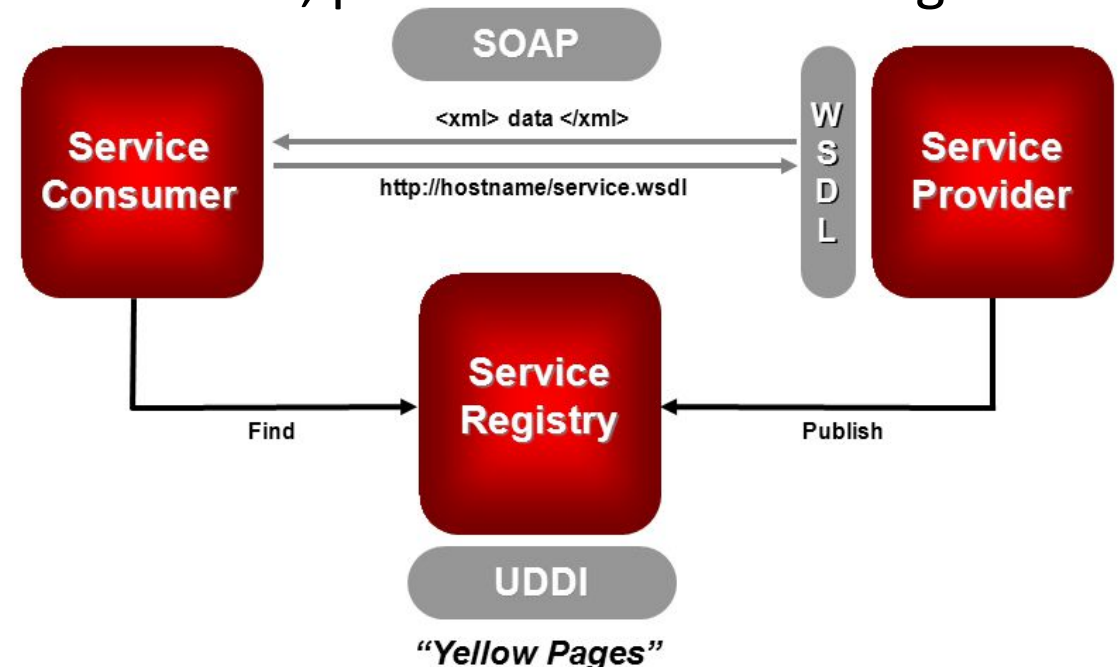 SOAP
<xml> data </xml>
http://hostname/service.wsdl
Service
Consumer
W
S
D
L
Service
Provider
Service
Registry
Find
Publish
UDDI
“Yellow Pages”